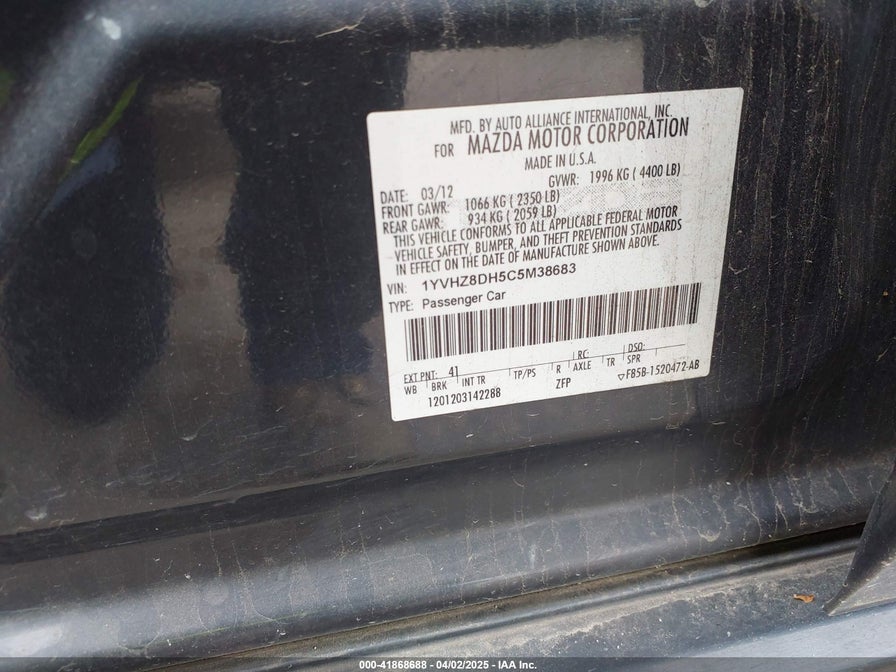 MFD. BY AUTO ALLIANCE INTERNATIONAL, INC.
FOR MAZDA MOTOR CORPORATION
MADE IN U.S.A.
DATE: 03/12 GVWR: 1996 KG ( 4400 LB)
FRONT GAWR: 1066 KG ( 2350 LB)
REAR GAWR: 934 KG ( 2059 LB)
THIS VEHICLE CONFORMS TO ALL APPLICABLE FEDERAL MOTOR
VEHICLE SAFETY, BUMPER, AND THEFT PREVENTION STANDARDS
IN EFFECT ON THE DATE OF MANUFACTURE SHOWN ABOVE.
VIN: 1YVHZ8DH5C5M38683
TYPE: Passenger Car
EXT PNT: 41 RC: DSO:
WB BRK INT TR TP/PS R AXLE TR SPR
1201203142288 ZFP ▽F85B-1520472-AB
000-41868688 - 04/02/2025 - IAA Inc.